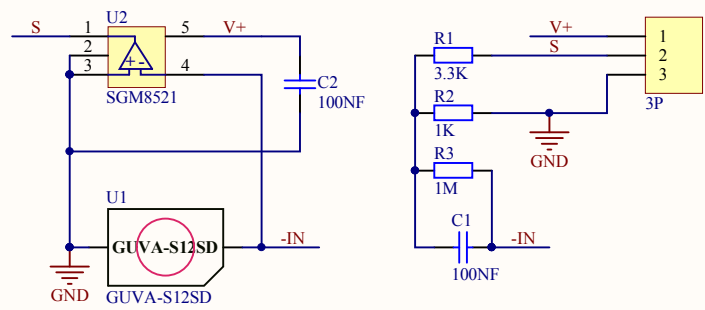 U2
S
1
5
V+
2
+ -
3
4
SGM8521
C2
100NF
U1
GUVA-S12SD
-IN
GND
GUVA-S12SD
R1
3.3K
R2
1K
R3
1M
C1
100NF
-IN
V+
S
GND
1
2
3
3P